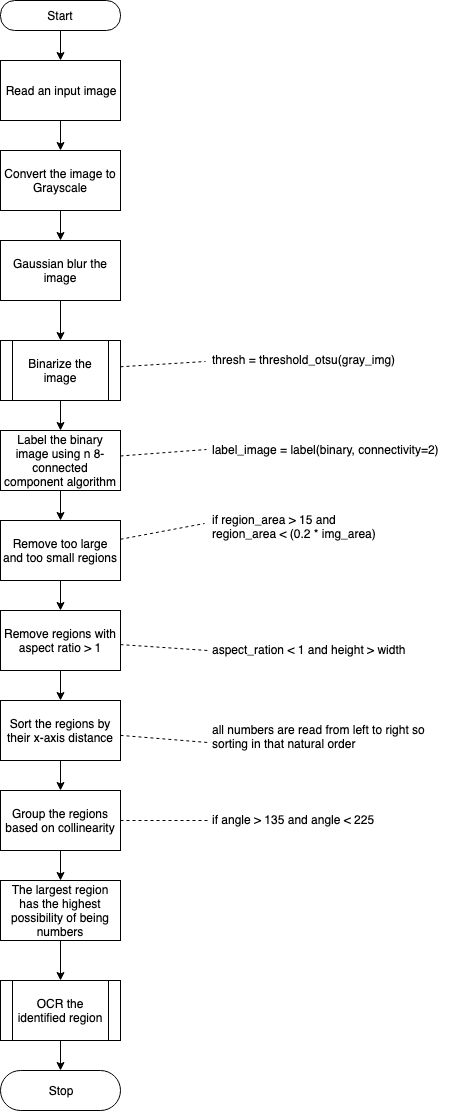 Start
Read an input image
Convert the image to
Grayscale
Gaussian blur the
image
Binarize the
image
thresh = threshold_otsu(gray_img)
Label the binary
image using n 8-
connected
component algorithm
label_image = label(binary, connectivity=2)
Remove too large
and too small regions
if region_area > 15 and
region_area < (0.2 * img_area)
Remove regions with
aspect ratio > 1
aspect_ration < 1 and height > width
Sort the regions by
their x-axis distance
all numbers are read from left to right so
sorting in that natural order
Group the regions
based on collinearity
if angle > 135 and angle < 225
The largest region
has the highest
possibility of being
numbers
OCR the
identified region
Stop